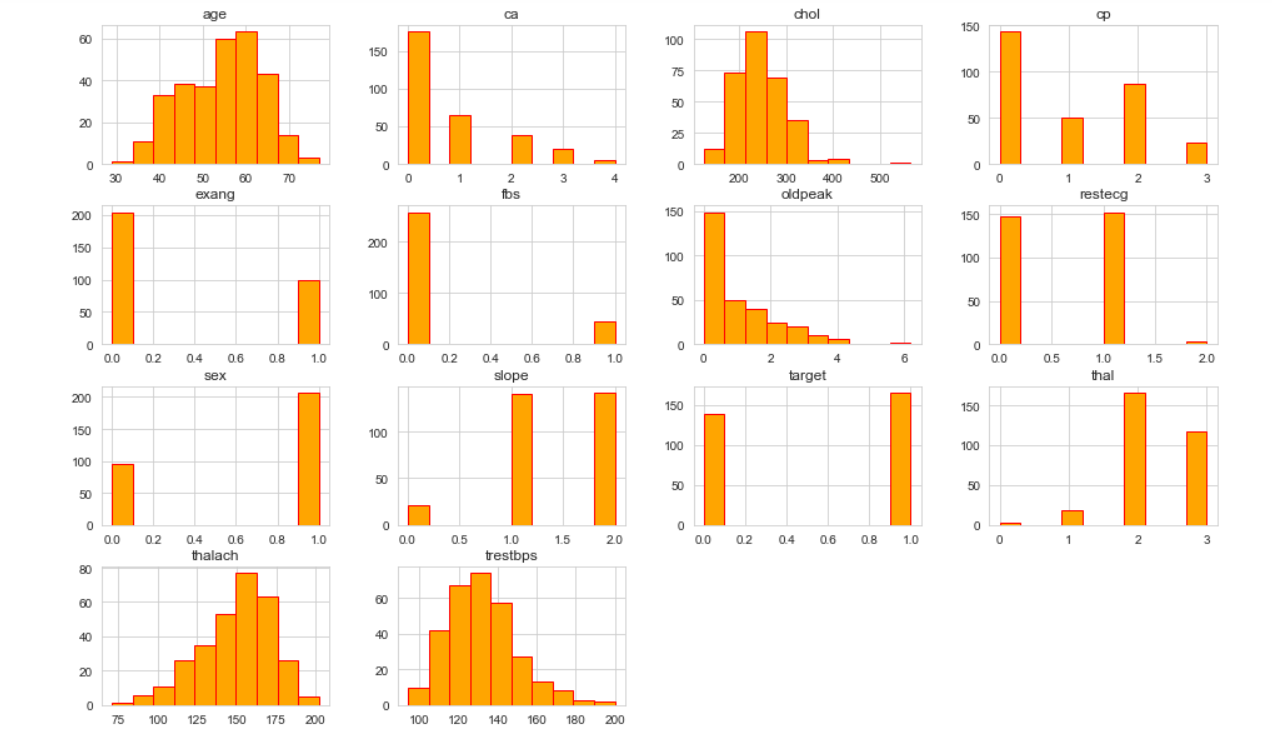 age ca chol cp
60 150 100 150
40 100 75 100
20 50 50 50
0 0 25 0
0
30 40 50 60 70 0 1 2 3 4 200 300 400 500 0 1 2 3
exang fbs oldpeak restecg
200 200 150 150
150 100 100 100
100 0 50 50
50 0 0
0
0.0 0.2 0.4 0.6 0.8 1.0 0.0 0.2 0.4 0.6 0.8 1.0 0 2 4 6 0.0 0.5 1.0 1.5 2.0
sex slope target thal
200 100 150 150
150 50 100 100
100 0 50 50
50 0 0
0
0.0 0.2 0.4 0.6 0.8 1.0 0.0 0.5 1.0 1.5 2.0 0.0 0.2 0.4 0.6 0.8 1.0 0 1 2 3
thalach trestbps
80 60
60 40
40 20
20 0
0
75 100 125 150 175 200 100 120 140 160 180 200